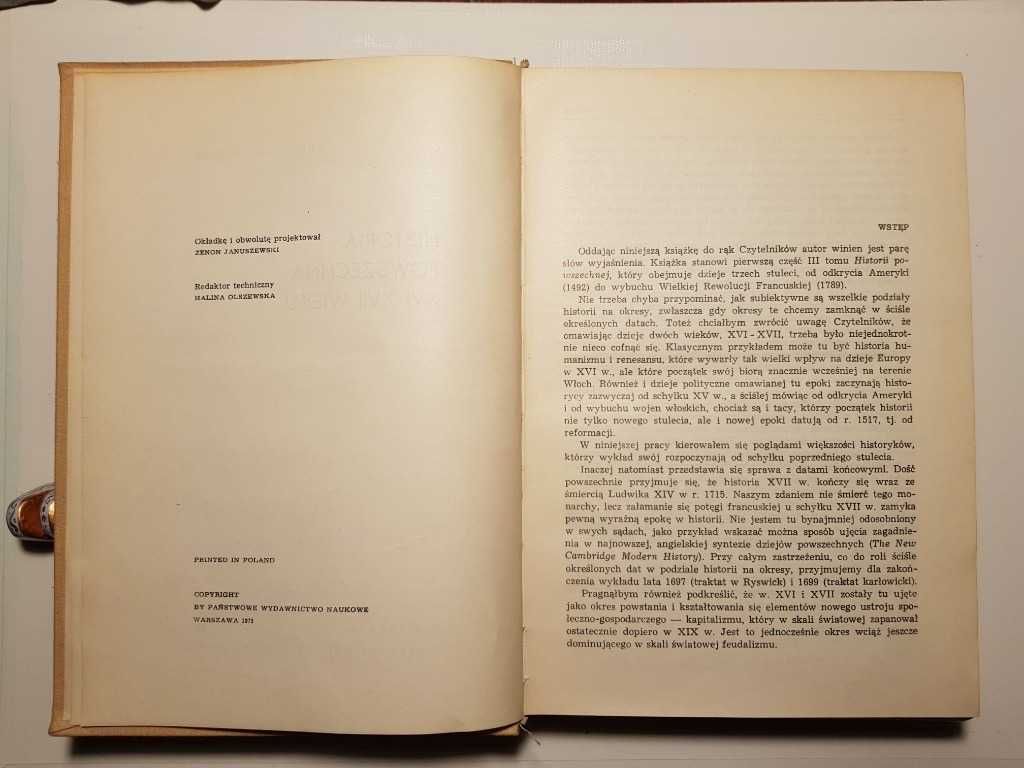 Okładkę i obwolutę projektował
ZENON JANUSZEWSKI
Redaktor techniczny
HALINA OLSZEWSKA
PRINTED IN POLAND
COPYRIGHT
BY PAŃSTWOWE WYDAWNICTWO NAUKOWE
WARSZAWA
WSTĘP
Oddając niniejszą książkę do rąk Czytelników autor winien jest parę
słów wyjaśnienia. Książka stanowi pierwszą część III tomu Historii po-
wszechnej, który obejmuje dzieje trzech stuleci, od odkrycia Ameryki
(1492) do wybuchu Wielkiej Rewolucji Francuskiej (1789).
Nie trzeba chyba przypominać, jak subiektywne są wszelkie podziały
historii na okresy, zwłaszcza gdy okresy te chcemy zamknąć w ściśle
określonych datach. Toteż chciałbym zwrócić uwagę Czytelników, że
omawiając dzieje dwóch wieków, XVI - XVII, trzeba było niejednokrot-
nie nieco cofnąć się. Klasycznym przykładem może tu być historia hu-
manizmu i renesansu, które wywarły tak wielki wpływ na dzieje Europy
w XVI w., ale które początek swój biorą znacznie wcześniej na terenie
Włoch. Również i dzieje polityczne omawianej tu epoki zaczynają histo-
rycy zazwyczaj od schyłku XV w., a ściślej mówiąc od odkrycia Ameryki
i od wybuchu wojen włoskich, chociaż są i tacy, którzy początek historii
nie tylko nowego stulecia, ale i nowej epoki datują od r. 1517, tj. od
reformacji.
W niniejszej pracy kierowałem się poglądami większości historyków,
którzy wykład swój rozpoczynają od schyłku poprzedniego stulecia.
Inaczej natomiast przedstawia się sprawa z datami końcowymi. Dość
powszechnie przyjmuje się, że historia XVII w. kończy się wraz ze
śmiercią Ludwika XIV w r. 1715. Naszym zdaniem nie śmierć tego mo-
narchy, lecz załamanie się potęgi francuskiej u schyłku XVII w. zamyka
pewną wyraźną epokę w historii. Nie jestem tu bynajmniej odosobniony
w swych sądach, jako przykład wskazać można sposób ujęcia zagadnie-
nia w najnowszej, angielskiej syntezie dziejów powszechnych (The New
Cambridge Modern History). Przy całym zastrzeżeniu, co do roli ściśle
określonych dat w podziale historii na okresy, przyjmujemy dla zakoń-
czenia wykładu lata 1697 (traktat w Ryswick) i 1699 (traktat karłowicki).
Pragnąłbym również podkreślić, że w. XVI i XVII zostały tu ujęte
jako okres powstania i kształtowania się elementów nowego ustroju spo-
łeczno-gospodarczego — kapitalizmu, który w skali światowej zapanował
ostatecznie dopiero w XIX w. Jest to jednocześnie okres wciąż jeszcze
dominującego w skali światowej feudalizmu.